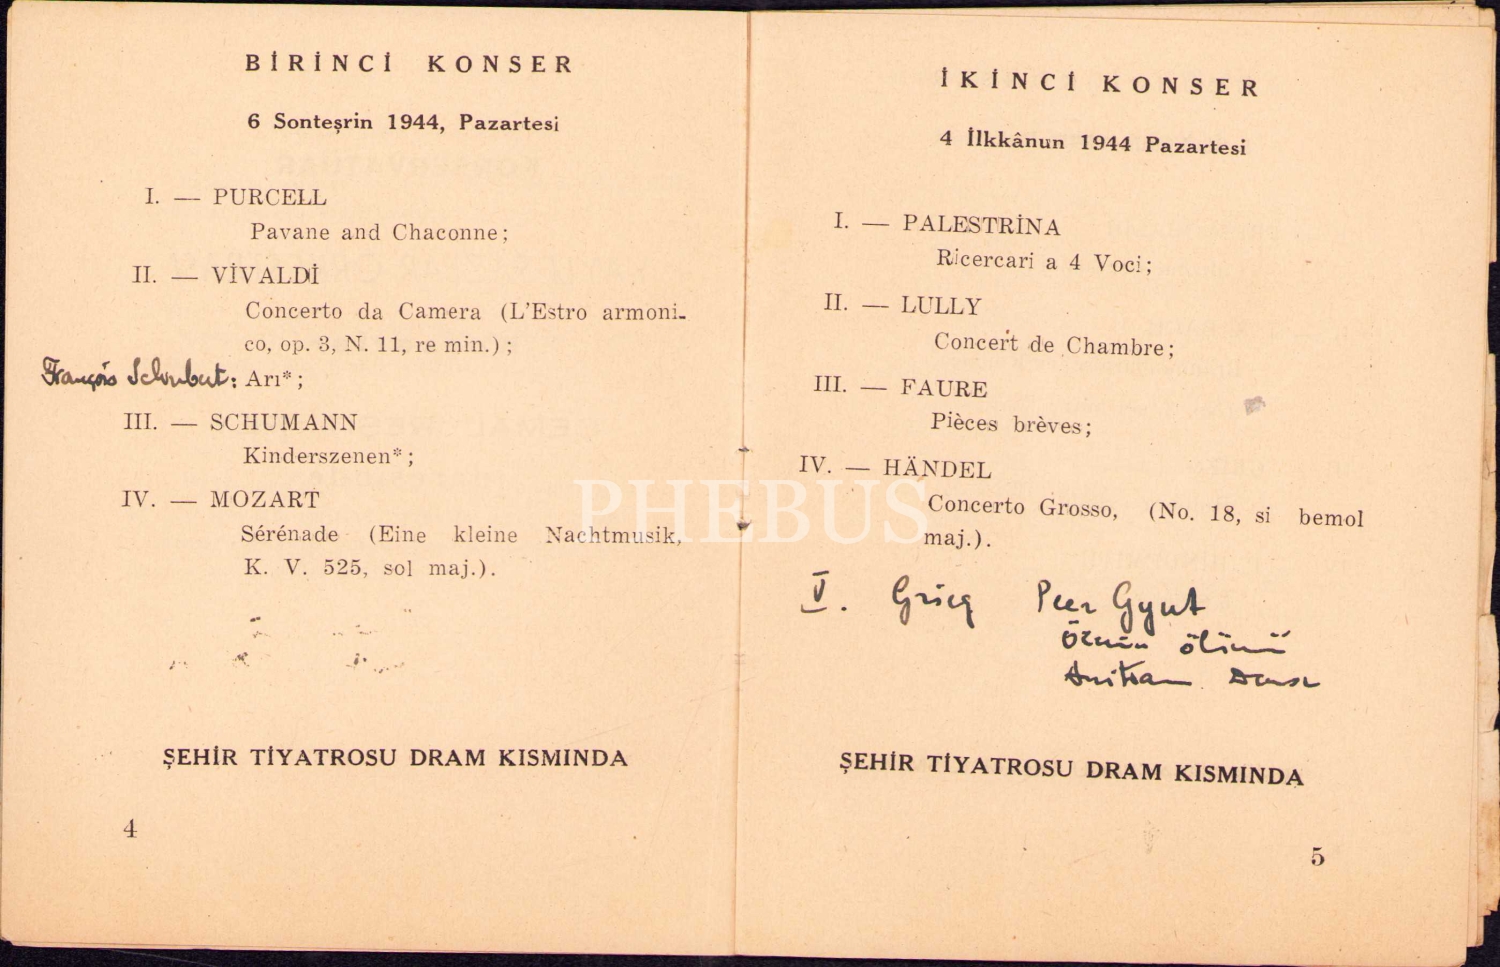 BİRİNCİ KONSER
6 Sonteşrin 1944, Pazartesi
I. — PURCELL
Pavane and Chaconne;
II. — VİVALDİ
Concerto da Camera (L'Estro armoni-
co, op. 3, N. 11, re min.);
François Schubert: Arı*;
III. — SCHUMANN
Kinderszenen*;
IV. — MOZART
Sérénade (Eine kleine Nachtmusik,
K. V. 525, sol maj.).
ŞEHİR TİYATROSU DRAM KISMINDA
4
İKİNCİ KONSER
4 İlkkânun 1944 Pazartesi
I. — PALESTRİNA
Ricercari a 4 Voci;
II. — LULLY
Concert de Chambre;
III. — FAURE
Pièces brèves;
IV. — HÄNDEL
Concerto Grosso, (No. 18, si bemol
maj.).
V. Grieg Peer Gynt
ölümü
Anitran Dansı
ŞEHİR TİYATROSU DRAM KISMINDA
5
PHEBUS